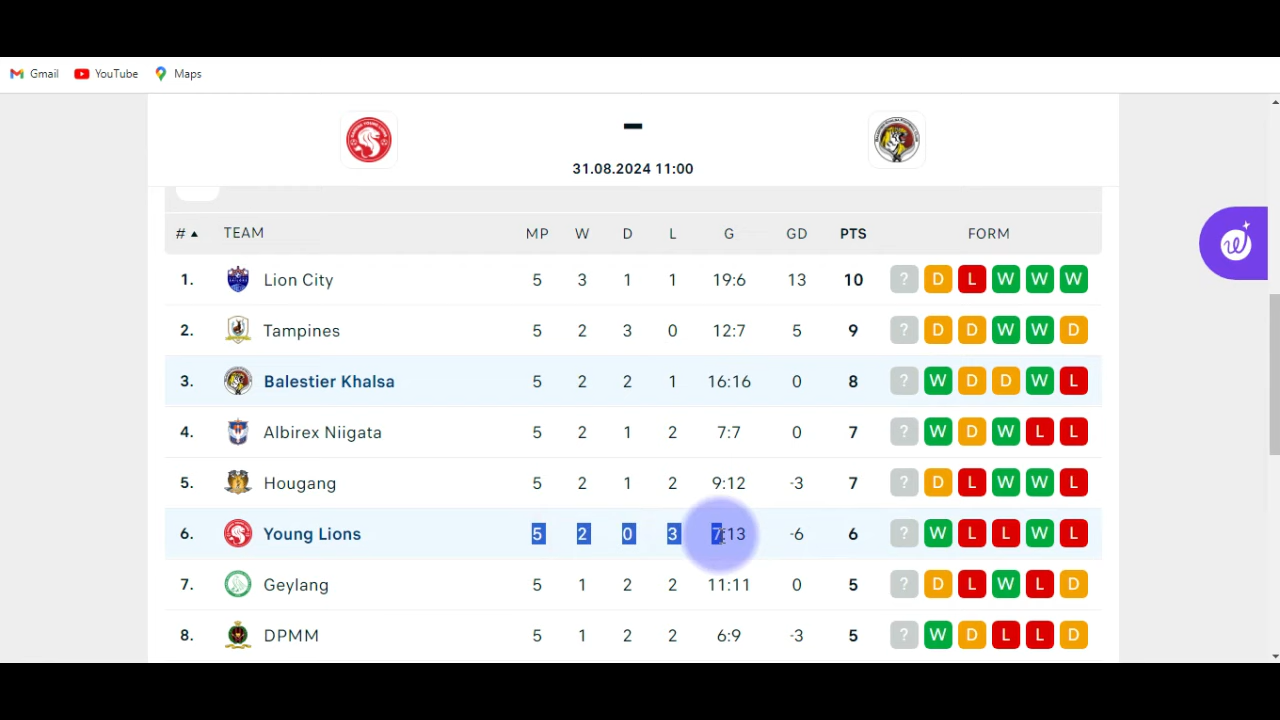 Gmail YouTube Maps
31.08.2024 11:00
# TEAM MP W D L G GD PTS FORM
1. Lion City 5 3 1 1 19:6 13 10 ? D L W W W
2. Tampines 5 2 3 0 12:7 5 9 ? D D W W D
3. Balestier Khalsa 5 2 2 1 16:16 0 8 ? W D D W L
4. Albirex Niigata 5 2 1 2 7:7 0 7 ? W D W L L
5. Hougang 5 2 1 2 9:12 -3 7 ? D L W W L
6. Young Lions 5 2 0 3 7:13 -6 6 ? W L L W L
7. Geylang 5 1 2 2 11:11 0 5 ? D L W L D
8. DPMM 5 1 2 2 6:9 -3 5 ? W D L L D